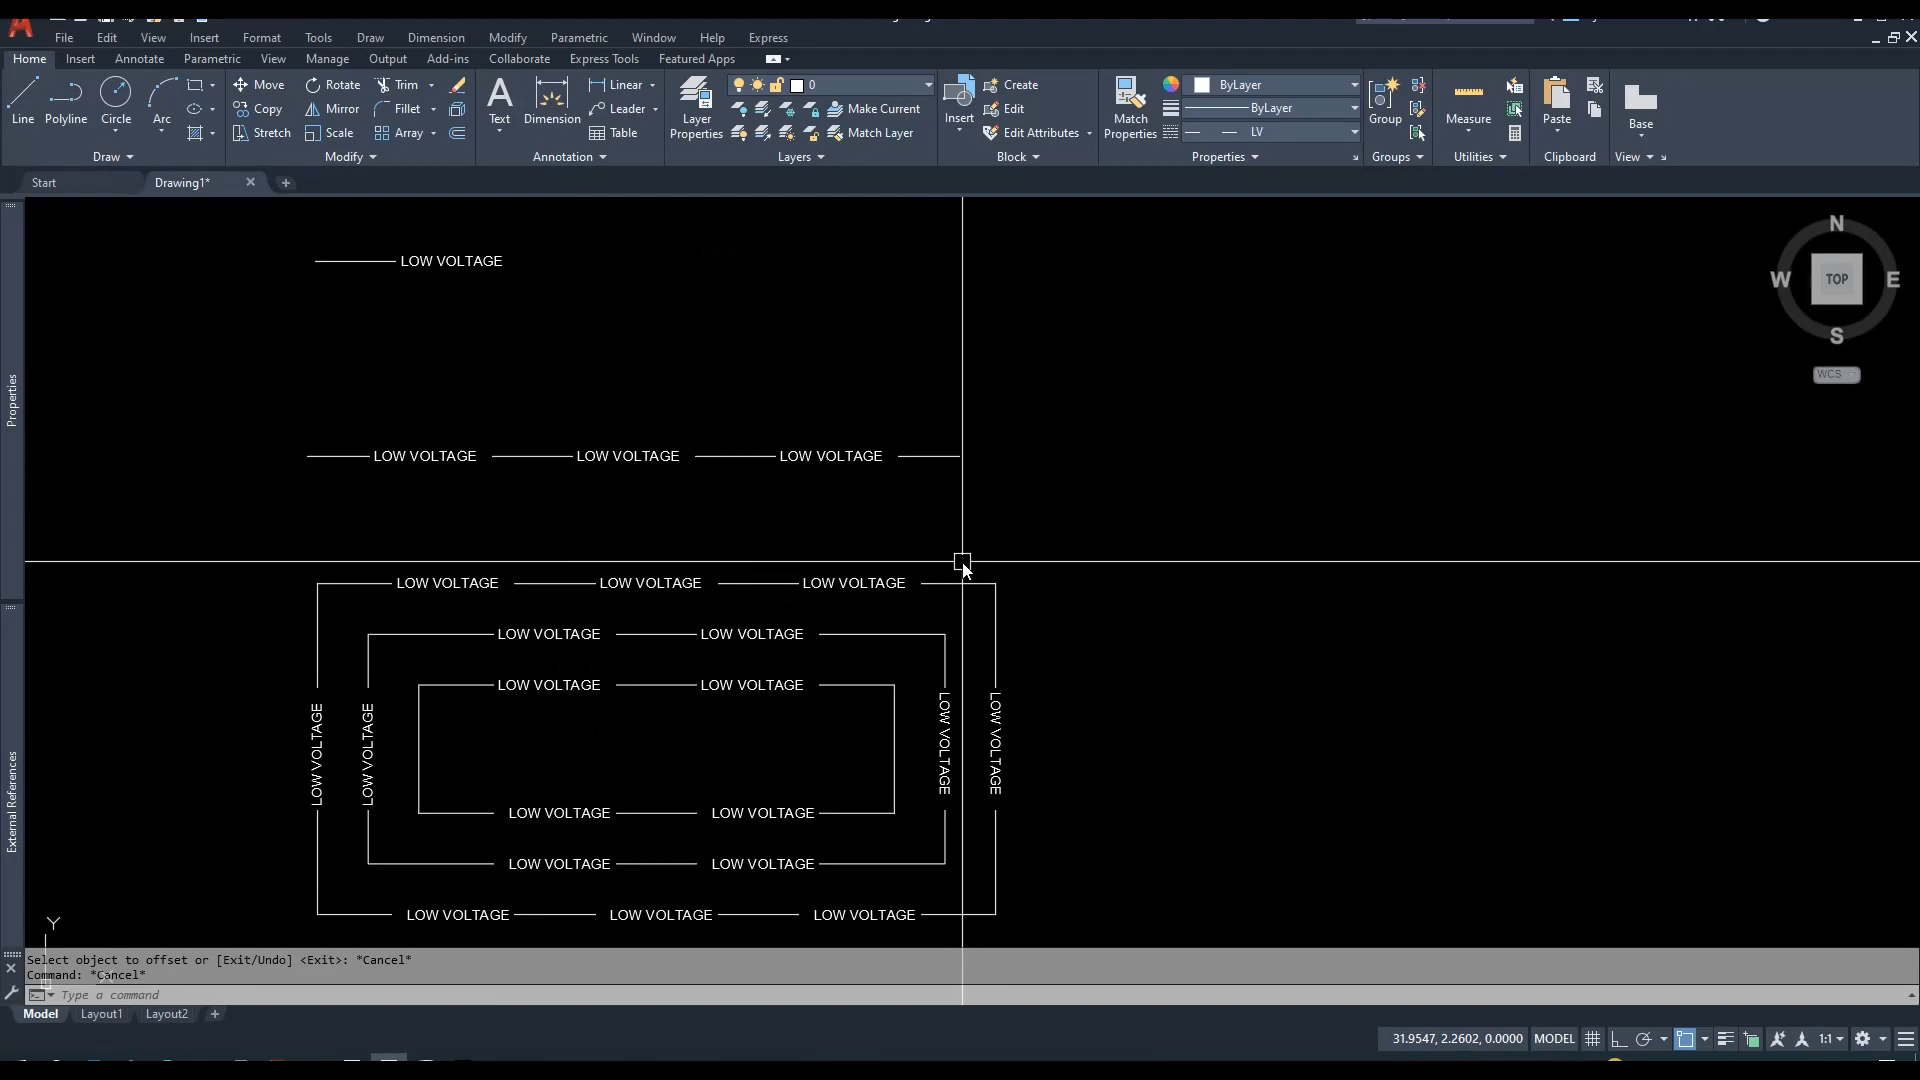 File Edit View Insert Format Tools Draw Dimension Modify Parametric Window Help Express
Home Insert Annotate Parametric View Manage Output Add-ins Collaborate Express Tools Featured Apps
Line Polyline Circle Arc
Move Rotate Trim
Copy Mirror Fillet
Stretch Scale Array
Text Dimension
Linear
Leader
Table
Layer Properties
0
Make Current
Match Layer
Insert
Create
Edit
Edit Attributes
Match Properties
ByLayer
ByLayer
LV
Group
Measure
Paste
Base
Draw Modify Annotation Layers Block Properties Groups Utilities Clipboard View
Start Drawing1*
Properties
External References
LOW VOLTAGE
LOW VOLTAGE LOW VOLTAGE LOW VOLTAGE
LOW VOLTAGE LOW VOLTAGE LOW VOLTAGE
LOW VOLTAGE LOW VOLTAGE
LOW VOLTAGE LOW VOLTAGE
LOW VOLTAGE LOW VOLTAGE LOW VOLTAGE LOW VOLTAGE
LOW VOLTAGE LOW VOLTAGE
LOW VOLTAGE LOW VOLTAGE
LOW VOLTAGE LOW VOLTAGE LOW VOLTAGE
N
W TOP E
S
WCS
Y
X
Select object to offset or [Exit/Undo] <Exit>: *Cancel*
Command: *Cancel*
Type a command
Model Layout1 Layout2
31.9547, 2.2602, 0.0000 MODEL 1:1